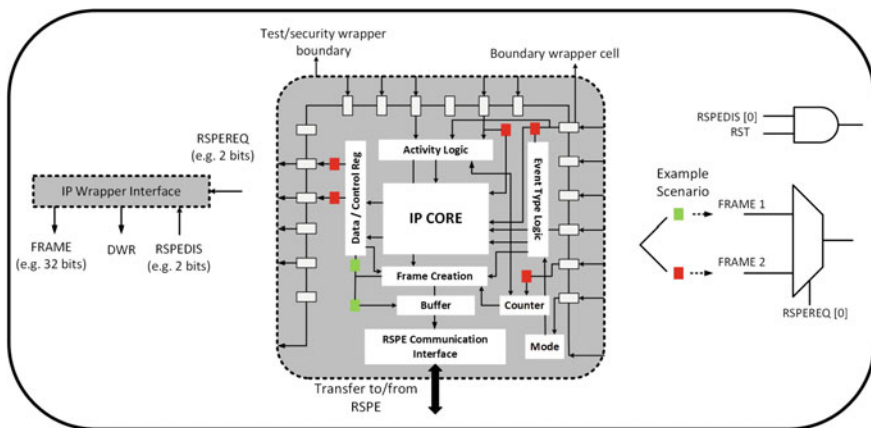 Test/security wrapper
boundary
Boundary wrapper cell
RSPEREQ
(e.g. 2 bits)
IP Wrapper Interface
FRAME
(e.g. 32 bits)
DWR
RSPEDIS
(e.g. 2 bits)
Data / Control Reg
Activity Logic
IP CORE
Event Type Logic
Frame Creation
Buffer
Counter
RSPE Communication
Interface
Mode
Transfer to/from
RSPE
RSPEDIS [0]
RST
Example
Scenario
FRAME 1
FRAME 2
RSPEREQ [0]